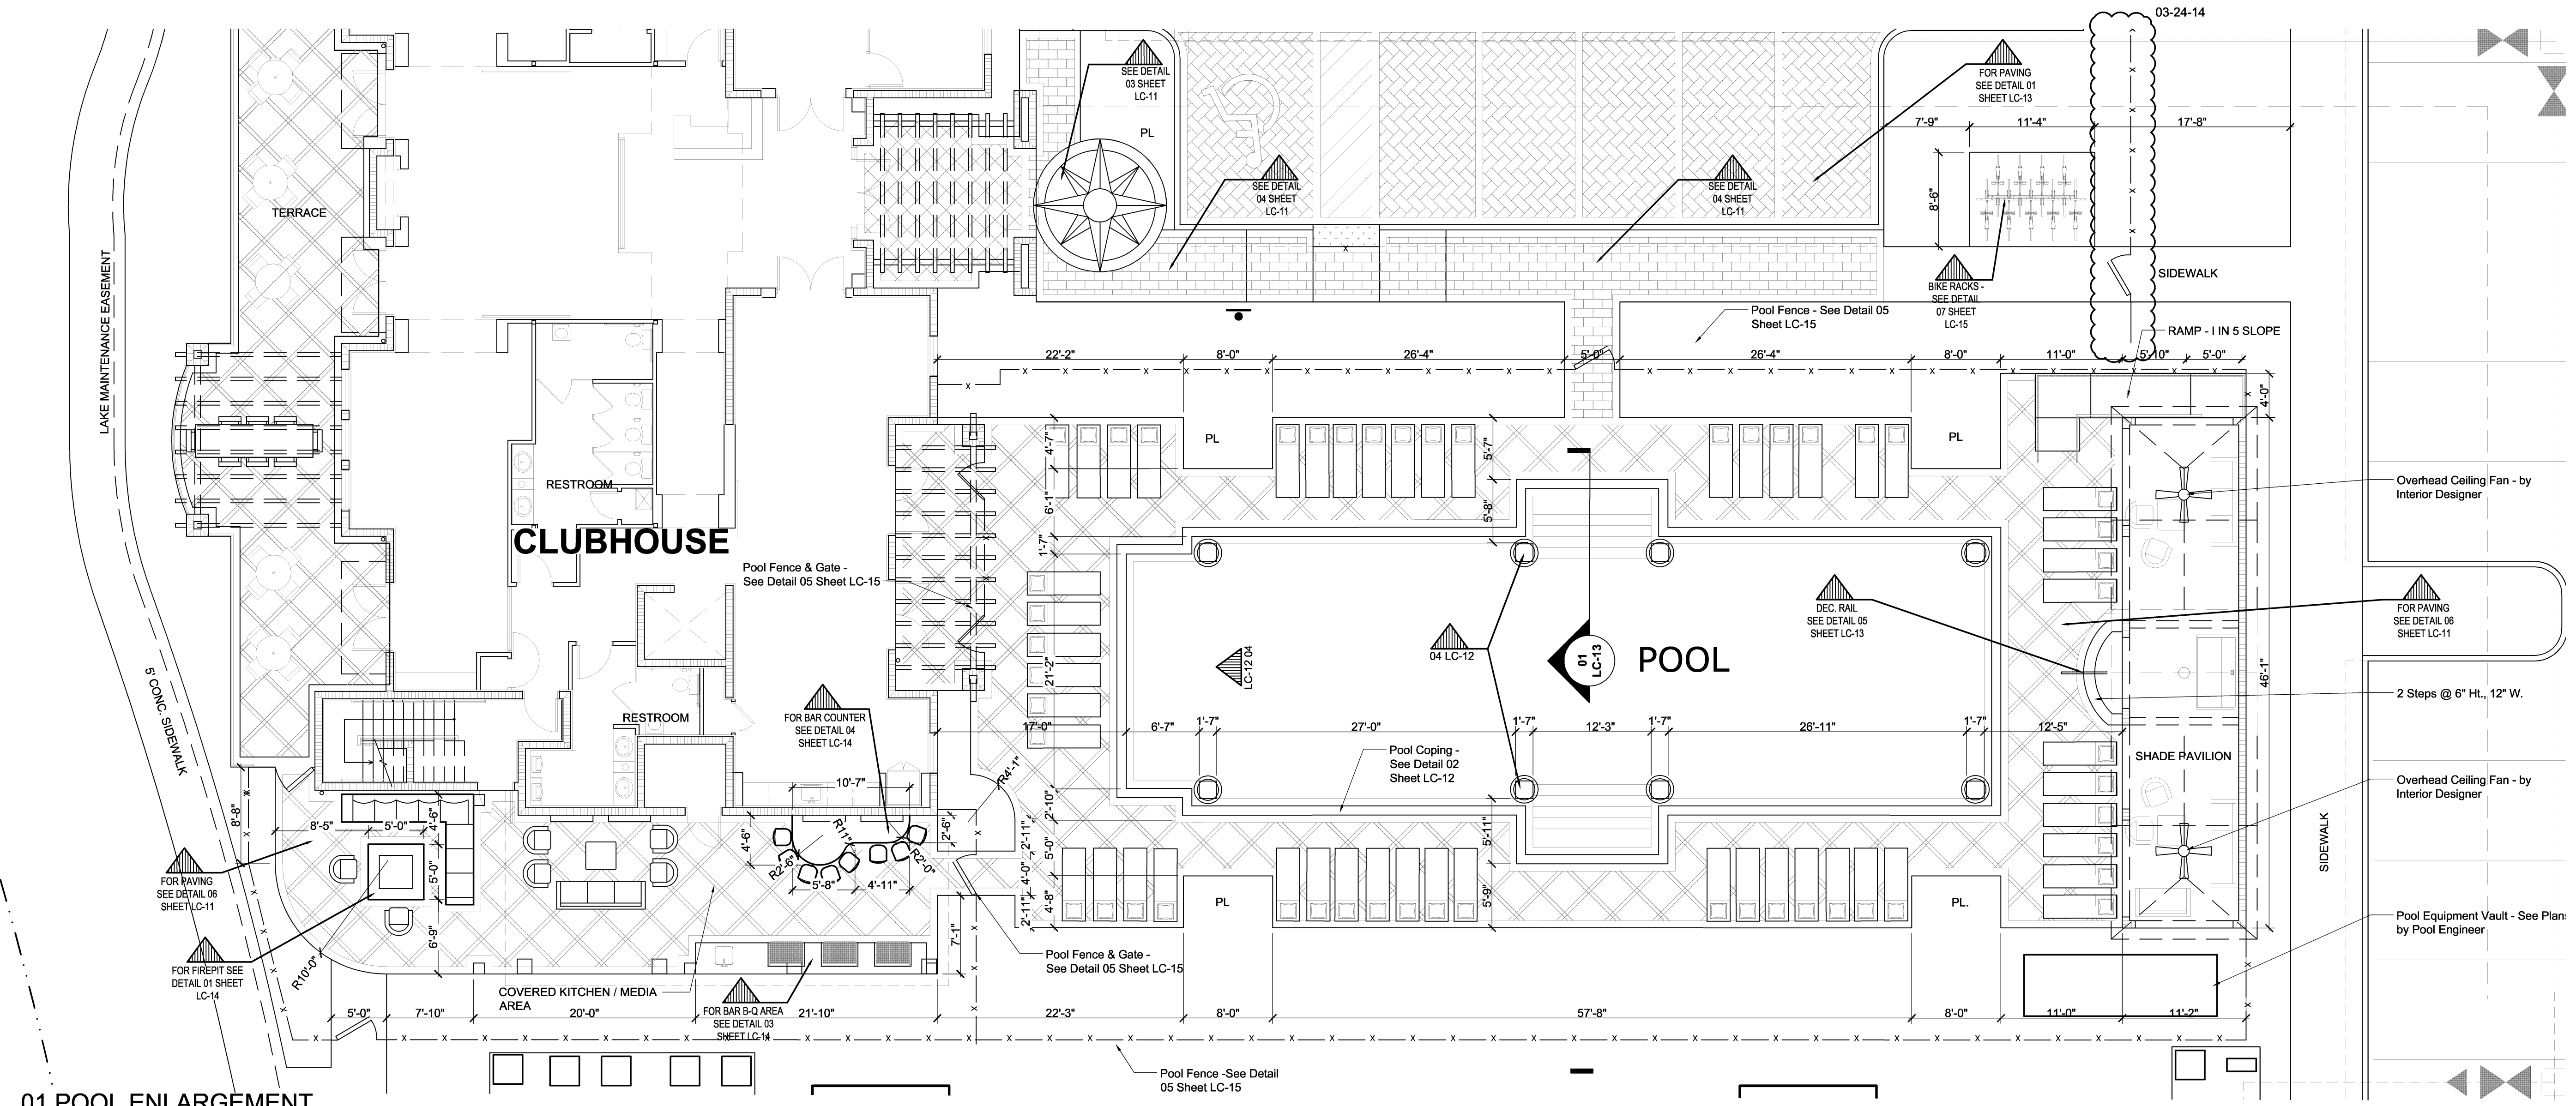 03-24-14
SEE DETAIL
03 SHEET
LC-11
PL
FOR PAVING
SEE DETAIL 01
SHEET LC-13
7'-9"
11'-4"
17'-8"
8'-6"
SEE DETAIL
04 SHEET
LC-11
SEE DETAIL
04 SHEET
LC-11
TERRACE
LAKE MAINTENANCE EASEMENT
BIKE RACKS -
SEE DETAIL
07 SHEET
LC-15
SIDEWALK
Pool Fence - See Detail 05
Sheet LC-15
RAMP - I IN 5 SLOPE
22'-2"
8'-0"
26'-4"
5'-0"
26'-4"
8'-0"
11'-0"
5'-10"
5'-0"
4'-0"
4'-7"
6'-1"
1'-7"
21'-2"
2'-10"
5'-0"
4'-8"
PL
PL
5'-7"
5'-8"
RESTROOM
CLUBHOUSE
Pool Fence & Gate -
See Detail 05 Sheet LC-15
Overhead Ceiling Fan - by
Interior Designer
DEC. RAIL
SEE DETAIL 05
SHEET LC-13
FOR PAVING
SEE DETAIL 06
SHEET LC-11
04 LC-12
LC-12 04
01
LC-13
POOL
46'-1"
2 Steps @ 6" Ht., 12" W.
5' CONC. SIDEWALK
RESTROOM
FOR BAR COUNTER
SEE DETAIL 04
SHEET LC-14
17'-0"
6'-7"
1'-7"
27'-0"
1'-7"
12'-3"
1'-7"
26'-11"
1'-7"
12'-5"
Pool Coping -
See Detail 02
Sheet LC-12
SHADE PAVILION
Overhead Ceiling Fan - by
Interior Designer
SIDEWALK
10'-7"
R4'-1"
8'-8"
8'-5"
5'-0"
4'-6"
5'-0"
6'-9"
4'-6"
R11"
R2'-6"
R2'-0"
5'-8"
4'-11"
2'-6"
2'-11"
4'-0"
2'-11"
7'-1"
5'-11"
5'-9"
FOR PAVING
SEE DETAIL 06
SHEET LC-11
PL
PL.
Pool Equipment Vault - See Plans
by Pool Engineer
FOR FIREPIT SEE
DETAIL 01 SHEET
LC-14
R10'-0"
COVERED KITCHEN / MEDIA
AREA
Pool Fence & Gate -
See Detail 05 Sheet LC-15
FOR BAR B-Q AREA
SEE DETAIL 03
SHEET LC-14
5'-0"
7'-10"
20'-0"
21'-10"
22'-3"
8'-0"
57'-8"
8'-0"
11'-0"
11'-2"
Pool Fence -See Detail
05 Sheet LC-15
01 POOL ENLARGEMENT